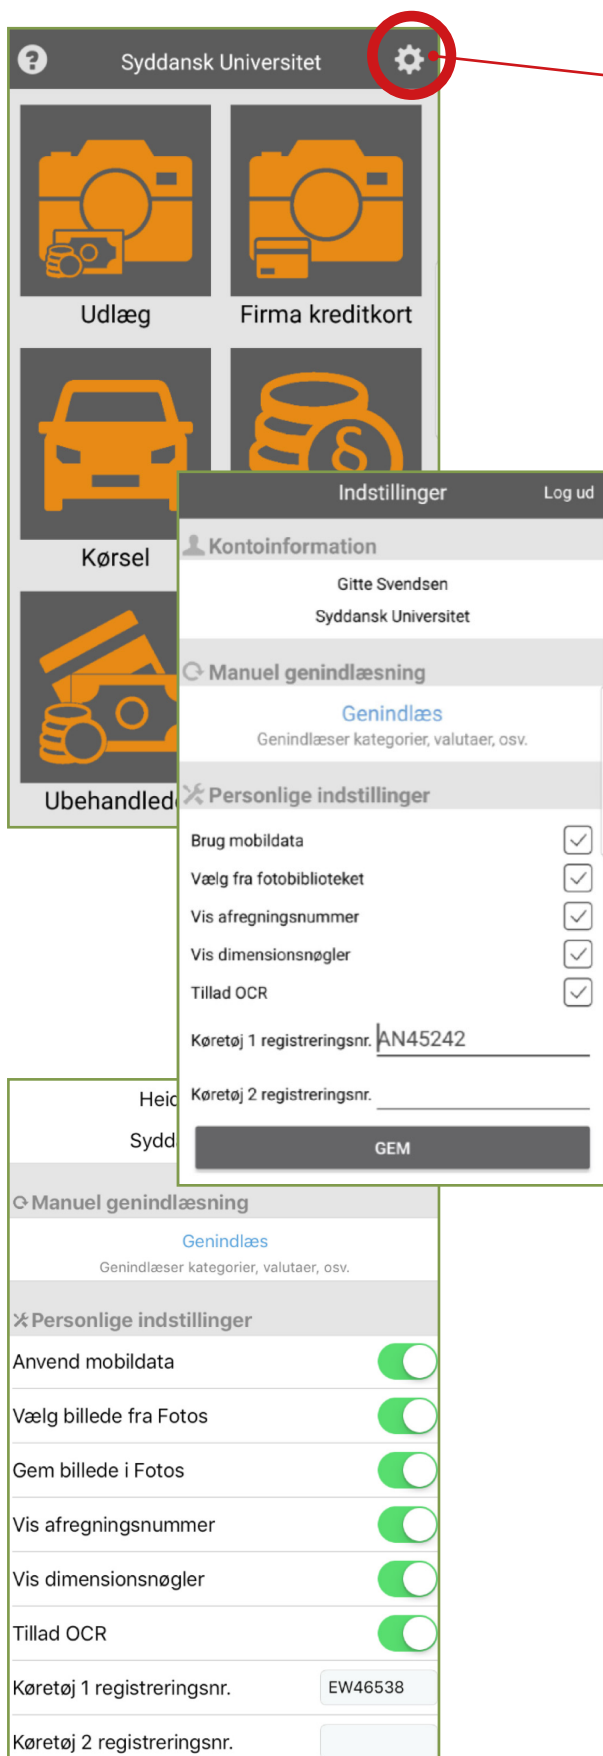 Syddansk Universitet
Udlæg
Firma kreditkort
Kørsel
Indstillinger
Log ud
Kontoinformation
Gitte Svendsen
Syddansk Universitet
Manuel genindlæsning
Genindlæs
Genindlæser kategorier, valutaer, osv.
Personlige indstillinger
Brug mobildata
Vælg fra fotobiblioteket
Vis afregningsnummer
Vis dimensionsnøgler
Tillad OCR
Køretøj 1 registreringsnr. AN45242
Køretøj 2 registreringsnr.
GEM
Manuel genindlæsning
Genindlæs
Genindlæser kategorier, valutaer, osv.
Personlige indstillinger
Anvend mobildata
Vælg billede fra Fotos
Gem billede i Fotos
Vis afregningsnummer
Vis dimensionsnøgler
Tillad OCR
Køretøj 1 registreringsnr. EW46538
Køretøj 2 registreringsnr.